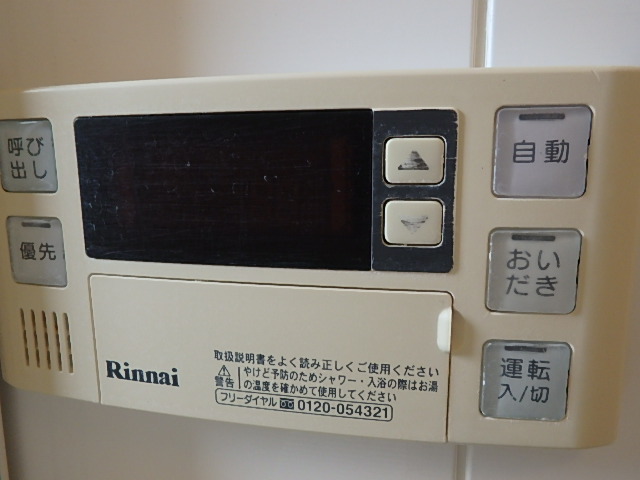 呼び
出し
優先
自動
おい
だき
運転
入/切
Rinnai
取扱説明書をよく読み正しくご使用ください
警告
やけど予防のためシャワー・入浴の際はお湯
の温度を確かめて使用してください
フリーダイヤル 0120-054321